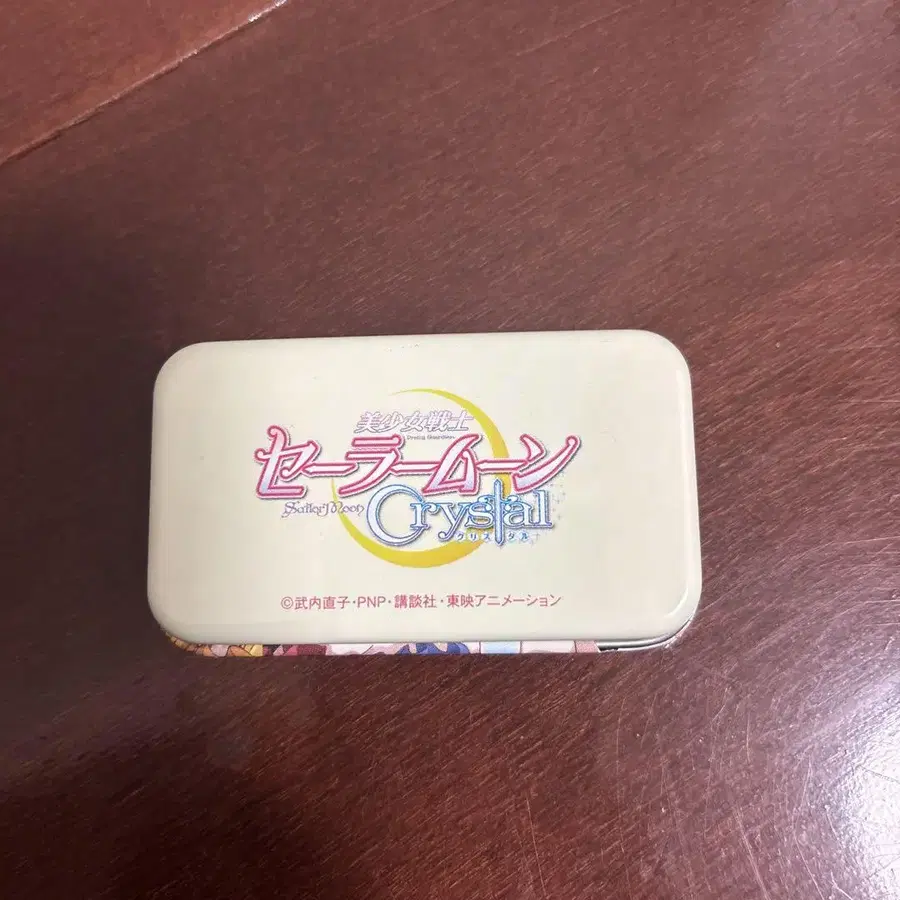 美少女戦士
Pretty Guardian
セーラームーン
Sailor Moon
Crystal
クリスタル
©武内直子・PNP・講談社・東映アニメーション